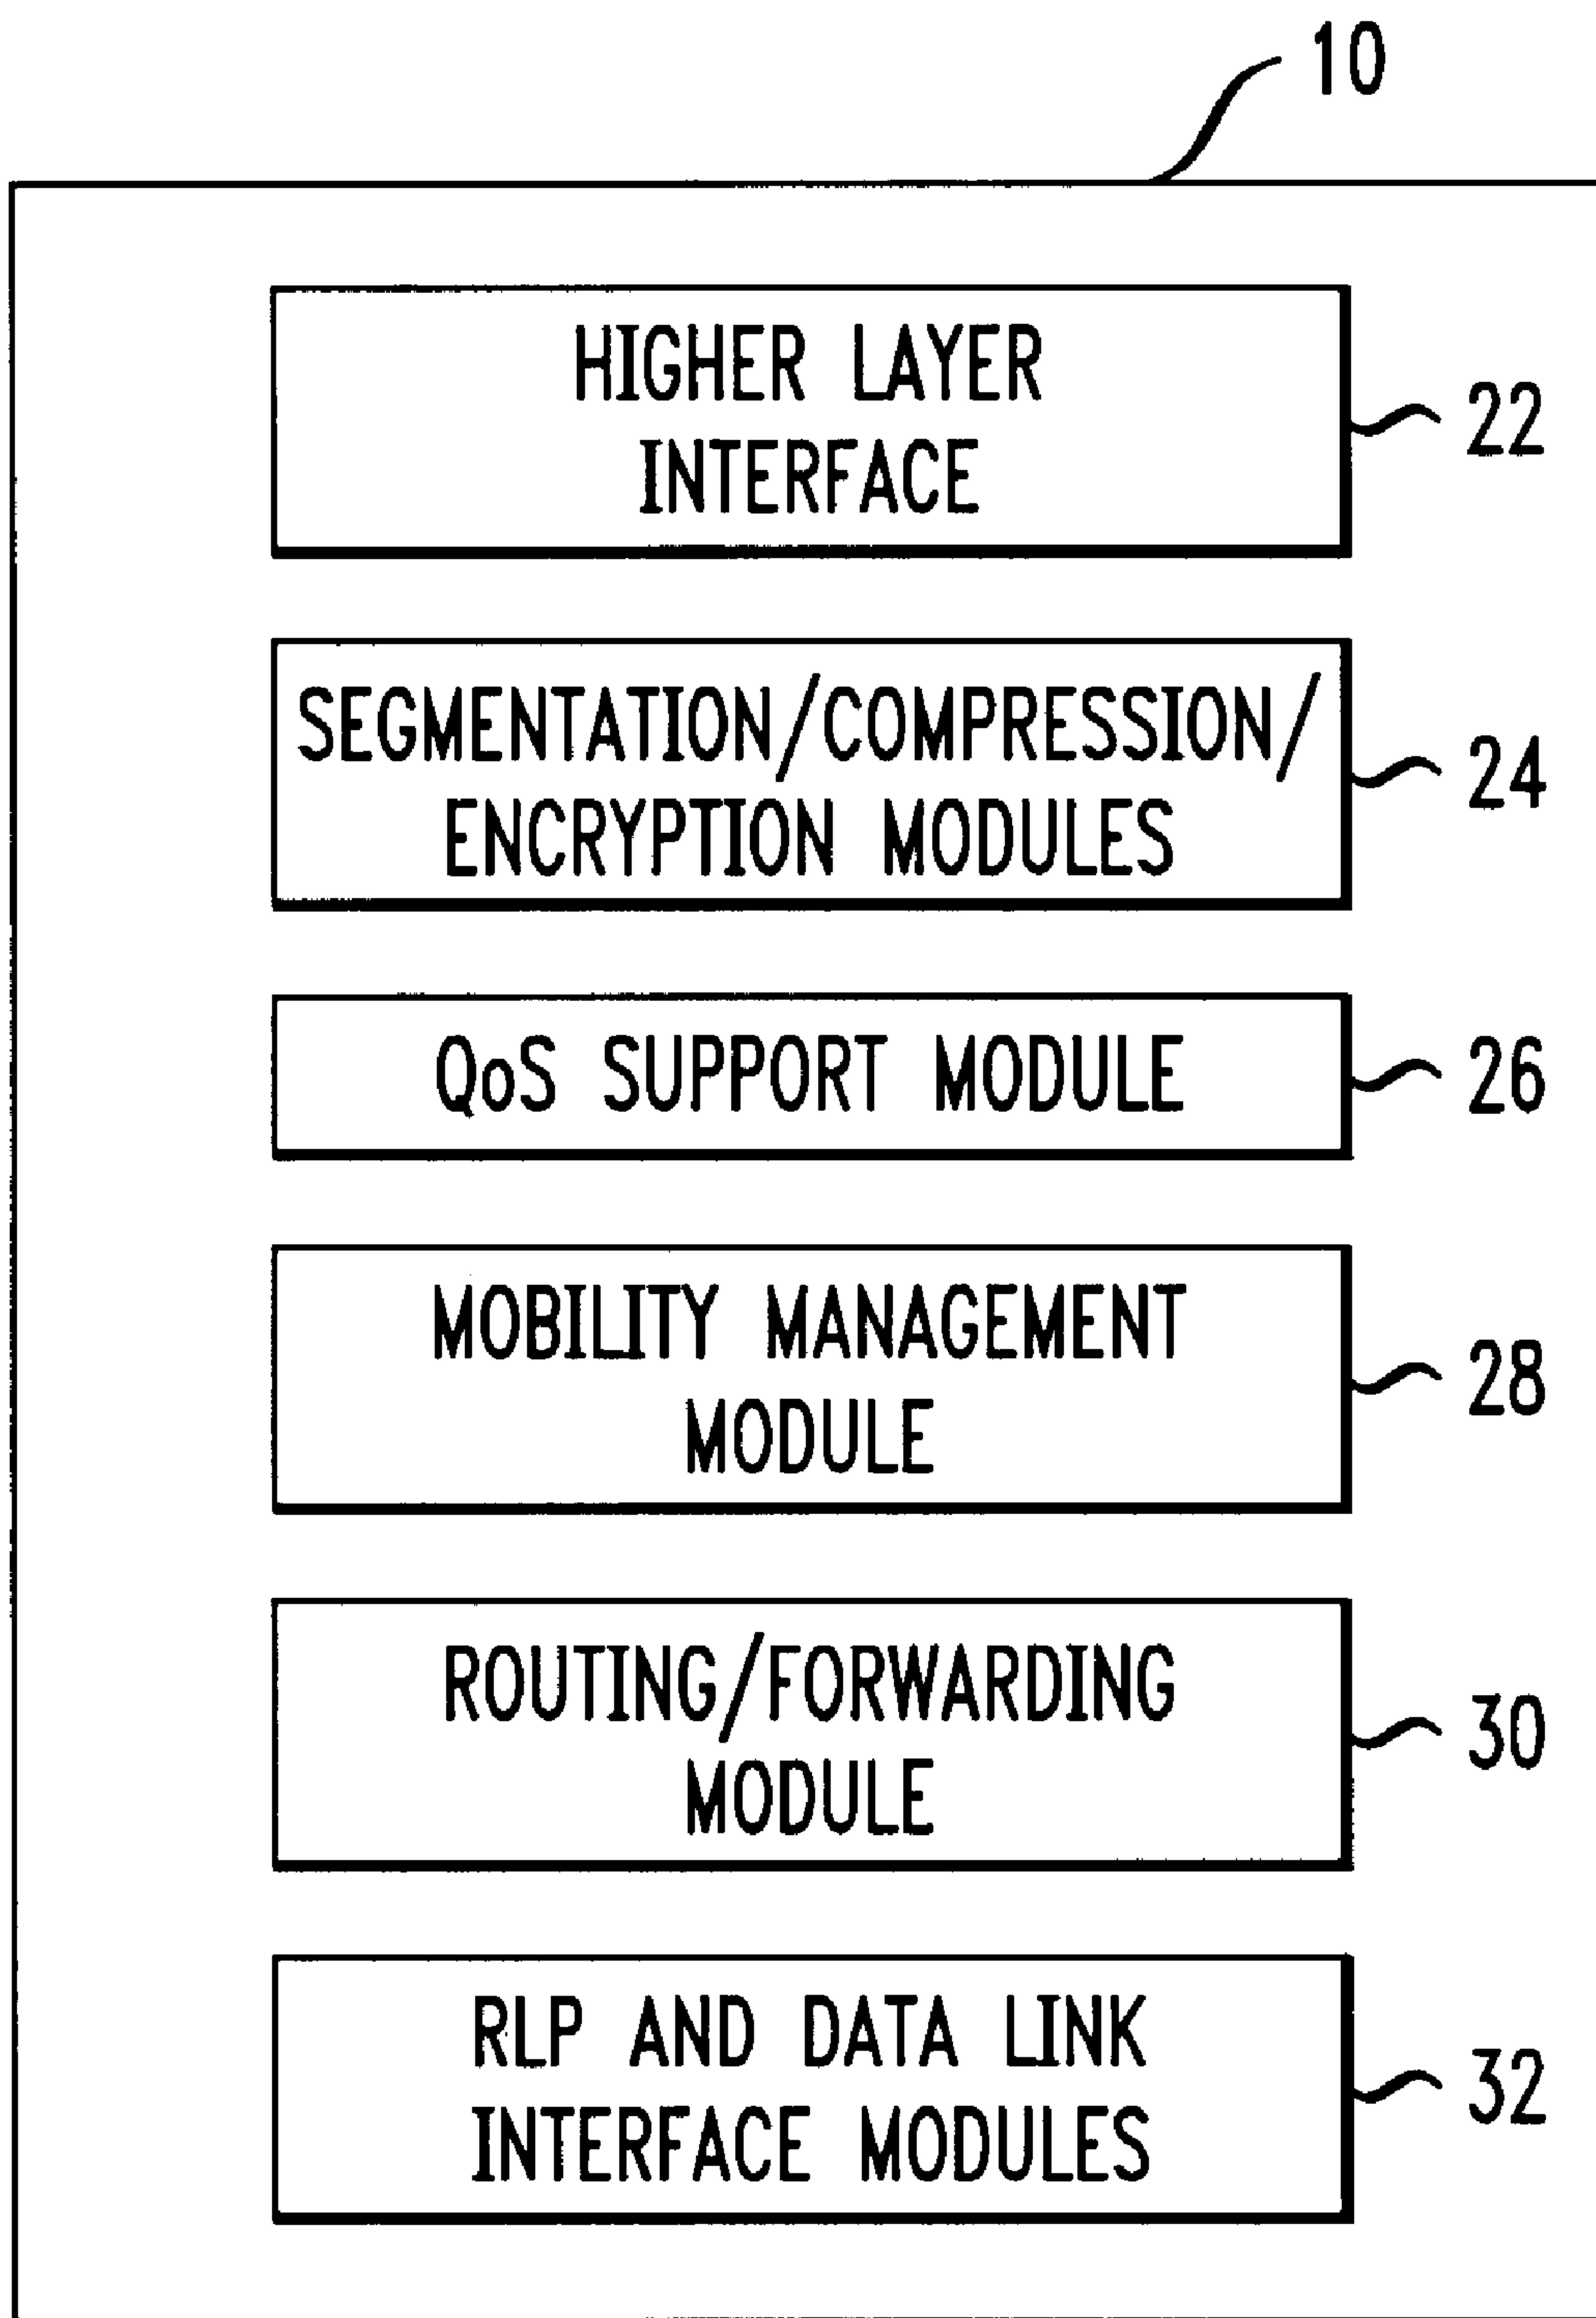 10
HIGHER LAYER
INTERFACE
22
SEGMENTATION/COMPRESSION/
ENCRYPTION MODULES
24
QoS SUPPORT MODULE
26
MOBILITY MANAGEMENT
MODULE
28
ROUTING/FORWARDING
MODULE
30
RLP AND DATA LINK
INTERFACE MODULES
32